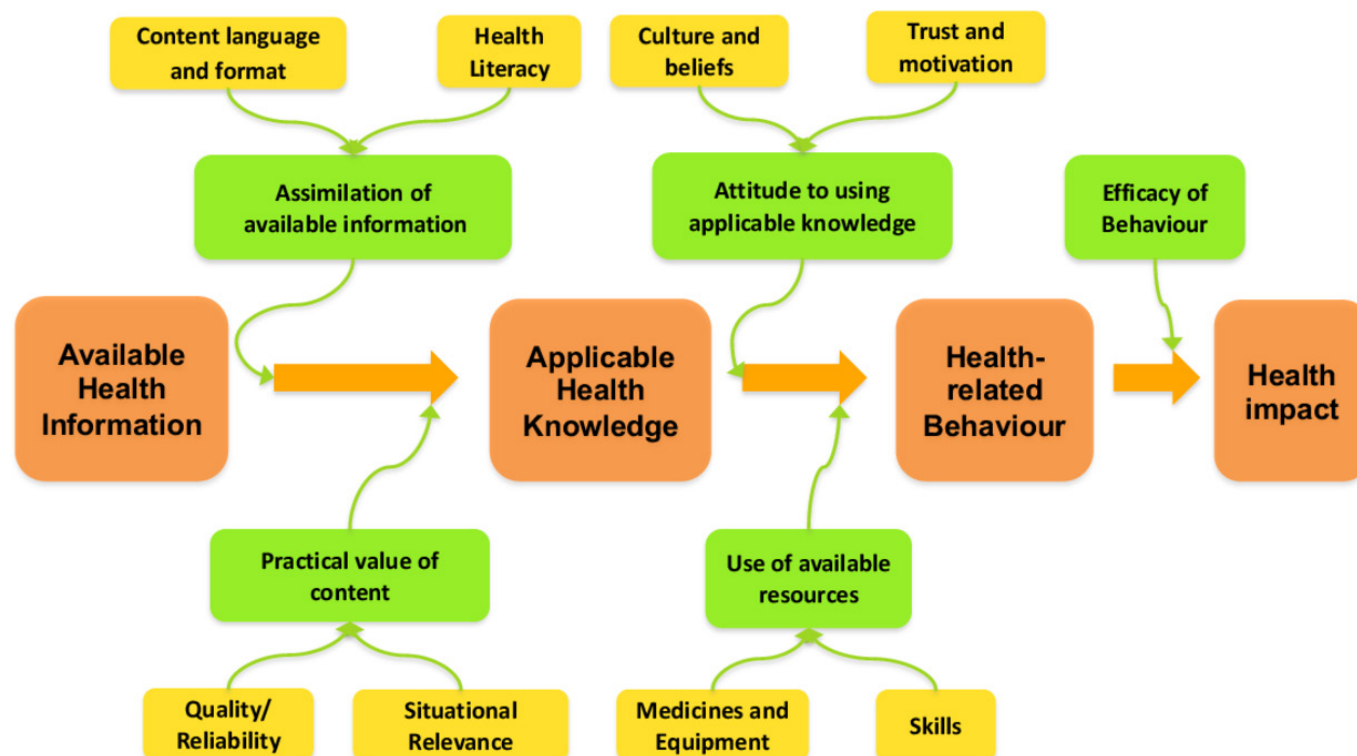 Content language
and format
Health
Literacy
Culture and
beliefs
Trust and
motivation
Assimilation of
available information
Attitude to using
applicable knowledge
Efficacy of
Behaviour
Available
Health
Information
Applicable
Health
Knowledge
Health-
related
Behaviour
Health
impact
Practical value of
content
Use of available
resources
Quality/
Reliability
Situational
Relevance
Medicines and
Equipment
Skills